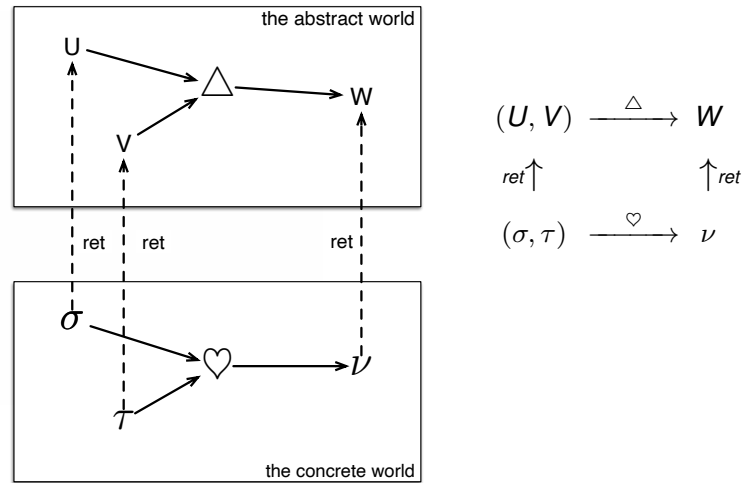 the abstract world
U
△
W
V
ret ret ret
σ
♡
ν
τ
the concrete world
(U, V) △ W
ret ret
(σ, τ) ♡ ν